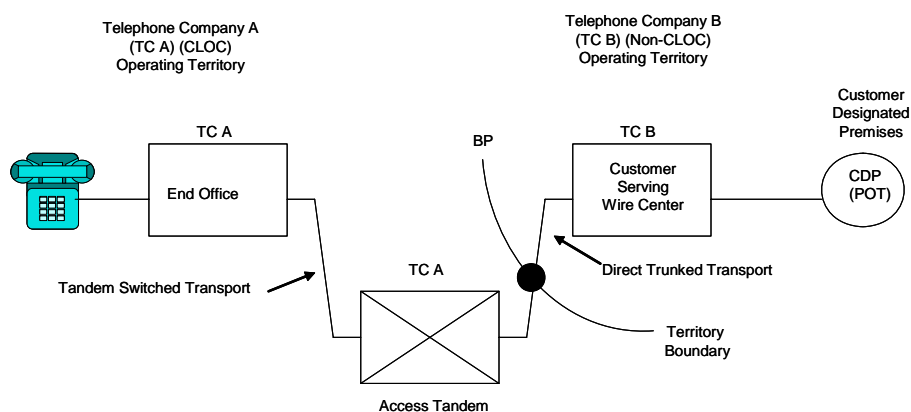 Telephone Company A
(TC A) (CLOC)
Operating Territory
Telephone Company B
(TC B) (Non-CLOC)
Operating Territory
Customer
Designated
Premises
TC A
BP
TC B
End Office
Customer
Serving
Wire Center
CDP
(POT)
Tandem Switched Transport
TC A
Direct Trunked Transport
Territory
Boundary
Access Tandem